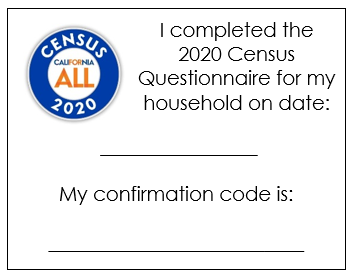 CENSUS
CALIFORNIA
ALL
2020
I completed the
2020 Census
Questionnaire for my
household on date:
My confirmation code is: